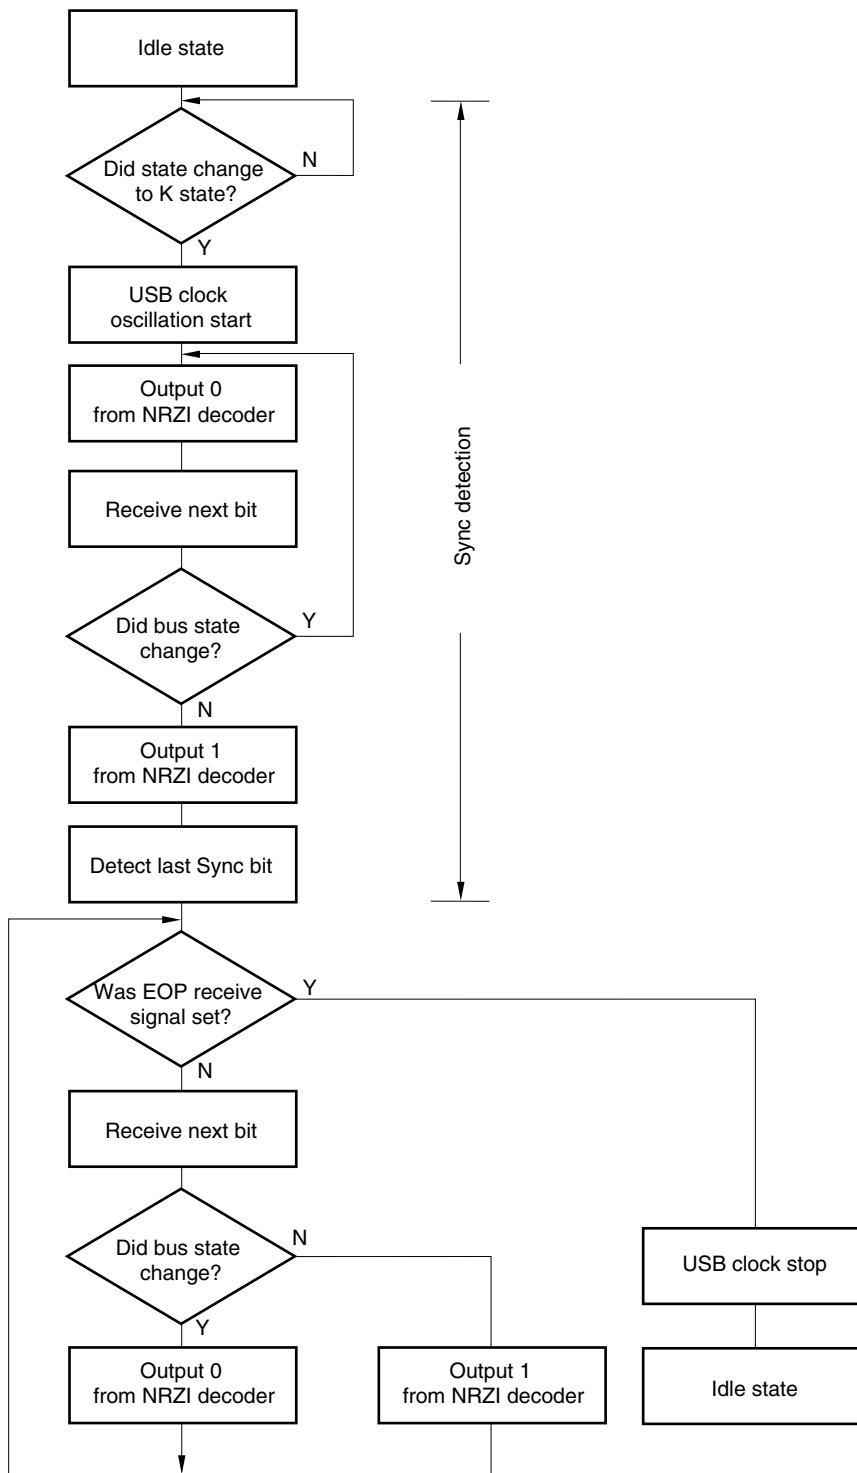 Idle state
Did state change
to K state?
N
Y
USB clock
oscillation start
Output 0
from NRZI decoder
Receive next bit
Did bus state
change?
Y
N
Output 1
from NRZI decoder
Detect last Sync bit
Sync detection
Was EOP receive
signal set?
Y
N
Receive next bit
Did bus state
change?
N
Y
Output 0
from NRZI decoder
Output 1
from NRZI decoder
USB clock stop
Idle state